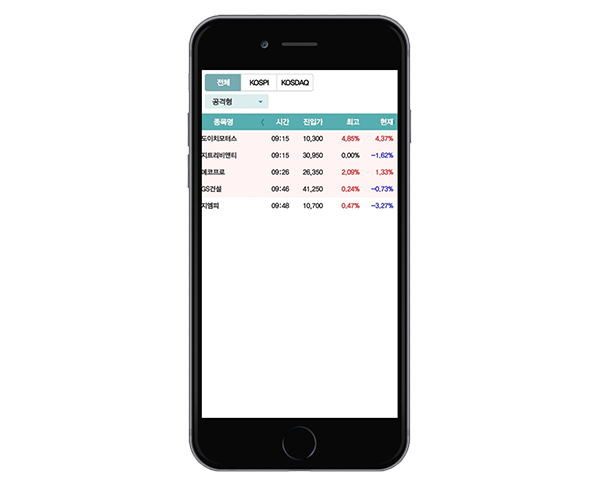 전체 KOSPI KOSDAQ
공격형
종목명 〈 시간 진입가 최고 현재
도이치모터스 09:15 10,300 4,85% 4,37%
지트리비앤티 09:15 30,950 0,00% -1,62%
에코프로 09:26 26,350 2,09% 1,33%
GS건설 09:46 41,250 0,24% -0,73%
지엠피 09:48 10,700 0,47% -3,27%